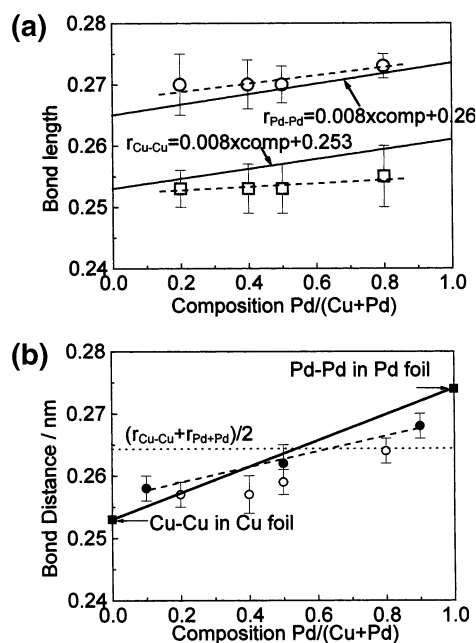 (a)
0.28
0.27
0.26
0.25
0.24
Bond length
rPd-Pd=0.008xcomp+0.26
rCu-Cu=0.008xcomp+0.253
0.0 0.2 0.4 0.6 0.8 1.0
Composition Pd/(Cu+Pd)
(b)
0.28
0.27
0.26
0.25
0.24
Bond Distance / nm
Pd-Pd in Pd foil
(rCu-Cu+rPd+Pd)/2
Cu-Cu in Cu foil
0.0 0.2 0.4 0.6 0.8 1.0
Composition Pd/(Cu+Pd)